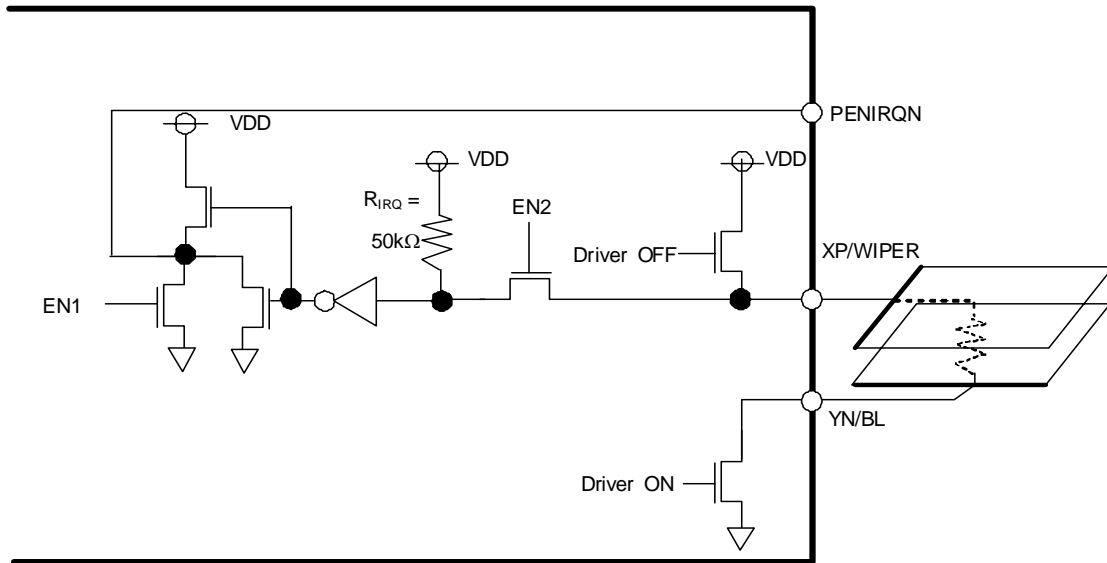 PENIRQN
VDD
VDD
VDD
RIRQ =
50kΩ
EN2
Driver OFF
XP/WIPER
EN1
YN/BL
Driver ON